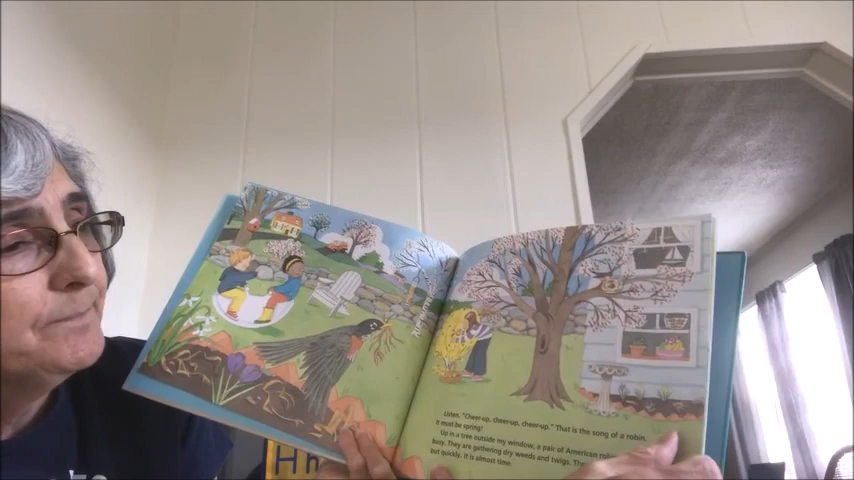 Listen. "Cheer-up, cheer-up, cheer-up." That is the song of a robin.
It must be spring!
Up in a tree outside my window, a pair of American
busy. They are gathering dry weeds and twigs.
but quickly. It is almost time.
Hh